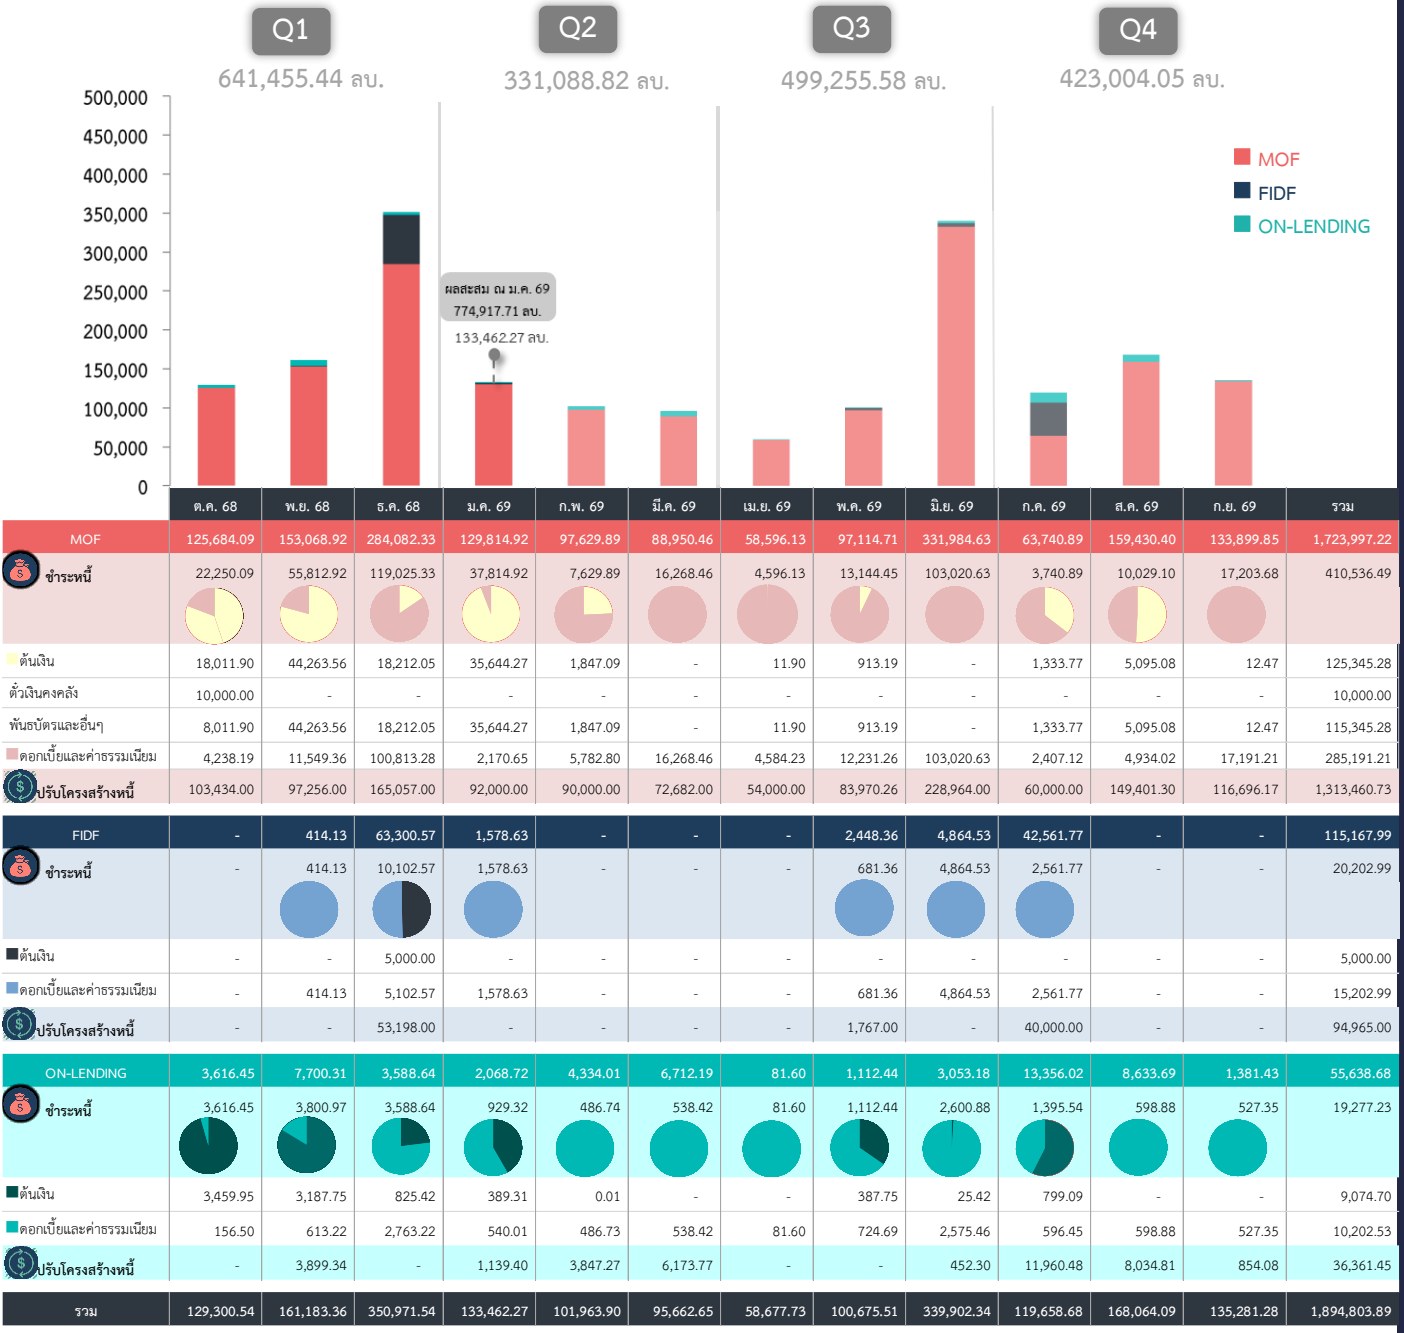 Q1 Q2 Q3 Q4
641,455.44 ลบ. 331,088.82 ลบ. 499,255.58 ลบ. 423,004.05 ลบ.
500,000
450,000
400,000
350,000
300,000
250,000
200,000
150,000
100,000
50,000
0
MOF
FIDF
ON-LENDING
ผลสะสม ณ ม.ค. 69
774,917.71 ลบ.
133,462.27 ลบ.
ต.ค. 68 พ.ย. 68 ธ.ค. 68 ม.ค. 69 ก.พ. 69 มี.ค. 69 เม.ย. 69 พ.ค. 69 มิ.ย. 69 ก.ค. 69 ส.ค. 69 ก.ย. 69 รวม
MOF 125,684.09 153,068.92 284,082.33 129,814.92 97,629.89 88,950.46 58,596.13 97,114.71 331,984.63 63,740.89 159,430.40 133,899.85 1,723,997.22
ชำระหนี้ 22,250.09 55,812.92 119,025.33 37,814.92 7,629.89 16,268.46 4,596.13 13,144.45 103,020.63 3,740.89 10,029.10 17,203.68 410,536.49
ต้นเงิน 18,011.90 44,263.56 18,212.05 35,644.27 1,847.09 - 11.90 913.19 - 1,333.77 5,095.08 12.47 125,345.28
ตั๋วเงินคงคลัง 10,000.00 - - - - - - - - - - - 10,000.00
พันธบัตรและอื่นๆ 8,011.90 44,263.56 18,212.05 35,644.27 1,847.09 - 11.90 913.19 - 1,333.77 5,095.08 12.47 115,345.28
ดอกเบี้ยและค่าธรรมเนียม 4,238.19 11,549.36 100,813.28 2,170.65 5,782.80 16,268.46 4,584.23 12,231.26 103,020.63 2,407.12 4,934.02 17,191.21 285,191.21
ปรับโครงสร้างหนี้ 103,434.00 97,256.00 165,057.00 92,000.00 90,000.00 72,682.00 54,000.00 83,970.26 228,964.00 60,000.00 149,401.30 116,696.17 1,313,460.73
FIDF - 414.13 63,300.57 1,578.63 - - - 2,448.36 4,864.53 42,561.77 - - 115,167.99
ชำระหนี้ - 414.13 10,102.57 1,578.63 - - - 681.36 4,864.53 2,561.77 - - 20,202.99
ต้นเงิน - - 5,000.00 - - - - - - - - - 5,000.00
ดอกเบี้ยและค่าธรรมเนียม - 414.13 5,102.57 1,578.63 - - - 681.36 4,864.53 2,561.77 - - 15,202.99
ปรับโครงสร้างหนี้ - - 53,198.00 - - - - 1,767.00 - 40,000.00 - - 94,965.00
ON-LENDING 3,616.45 7,700.31 3,588.64 2,068.72 4,334.01 6,712.19 81.60 1,112.44 3,053.18 13,356.02 8,633.69 1,381.43 55,638.68
ชำระหนี้ 3,616.45 3,800.97 3,588.64 929.32 486.74 538.42 81.60 1,112.44 2,600.88 1,395.54 598.88 527.35 19,277.23
ต้นเงิน 3,459.95 3,187.75 825.42 389.31 0.01 - - 387.75 25.42 799.09 - - 9,074.70
ดอกเบี้ยและค่าธรรมเนียม 156.50 613.22 2,763.22 540.01 486.73 538.42 81.60 724.69 2,575.46 596.45 598.88 527.35 10,202.53
ปรับโครงสร้างหนี้ - 3,899.34 - 1,139.40 3,847.27 6,173.77 - - 452.30 11,960.48 8,034.81 854.08 36,361.45
รวม 129,300.54 161,183.36 350,971.54 133,462.27 101,963.90 95,662.65 58,677.73 100,675.51 339,902.34 119,658.68 168,064.09 135,281.28 1,894,803.89